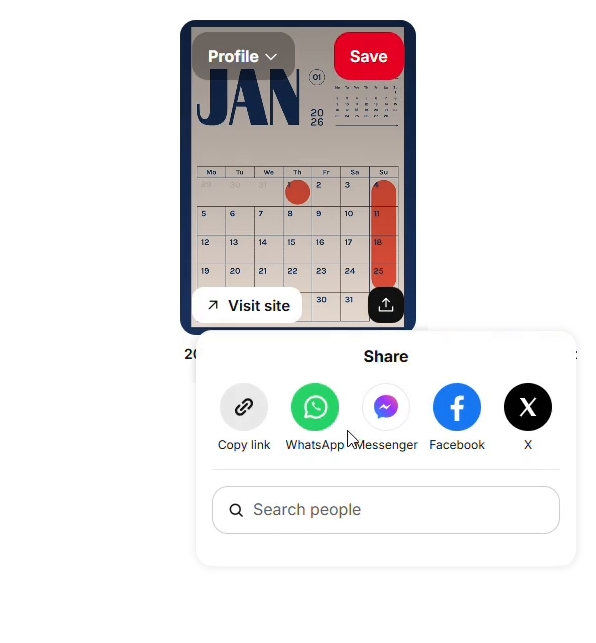 Profile
Save
JAN
01
20
26
Mo Tu We Th Fr Sa Su
29 30 31 1 2 3 4
5 6 7 8 9 10 11
12 13 14 15 16 17 18
19 20 21 22 23 24 25
30 31
Visit site
Share
Copy link
WhatsApp
Messenger
Facebook
X
Search people